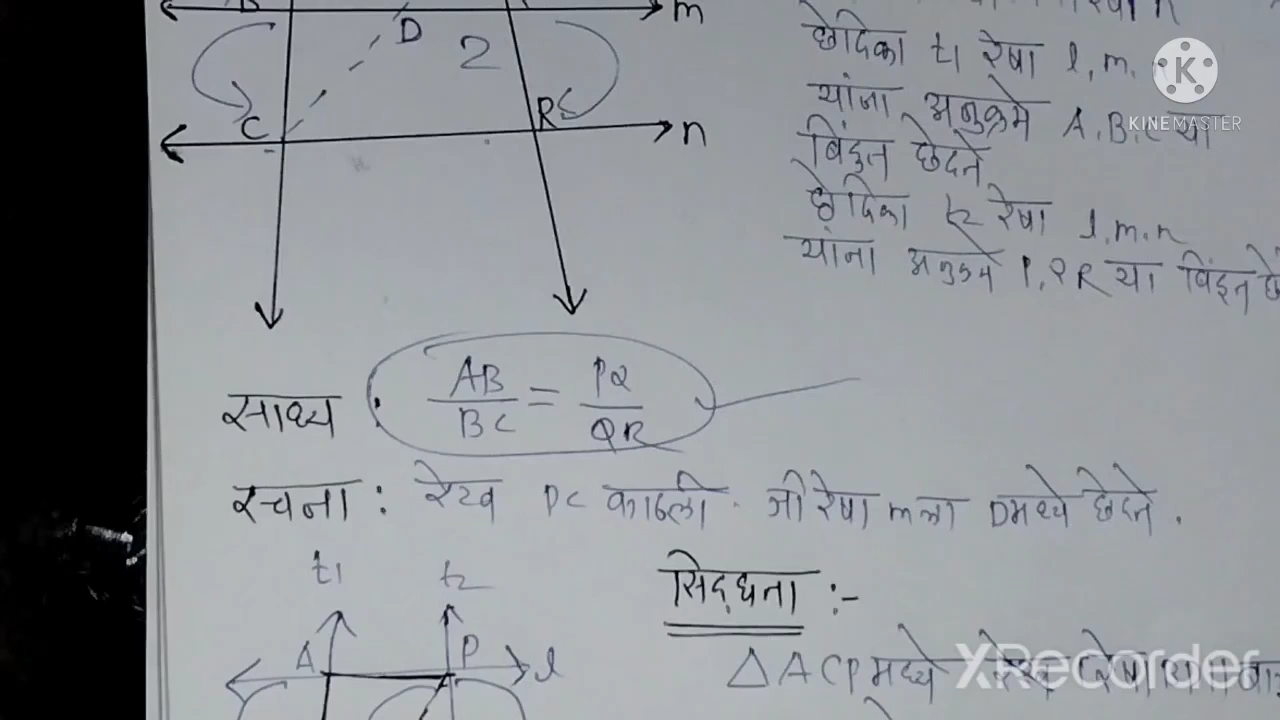 B m
D
2
C R n
छेदिका t1 रेषा l, m,
यांना अनुक्रमे A, B, C या
बिंदुत छेदते
छेदिका t2 रेषा l, m, n
यांना अनुक्रमे P, Q R या बिंदुत
KINEMASTER
साध्य : AB/BC = PQ/QR
रचना : रेख PC काढली. जी रेषा m ला D मध्ये छेदते.
t1 t2
A P l
सिद्धता :-
△ACP मध्ये रेख
XRecorder